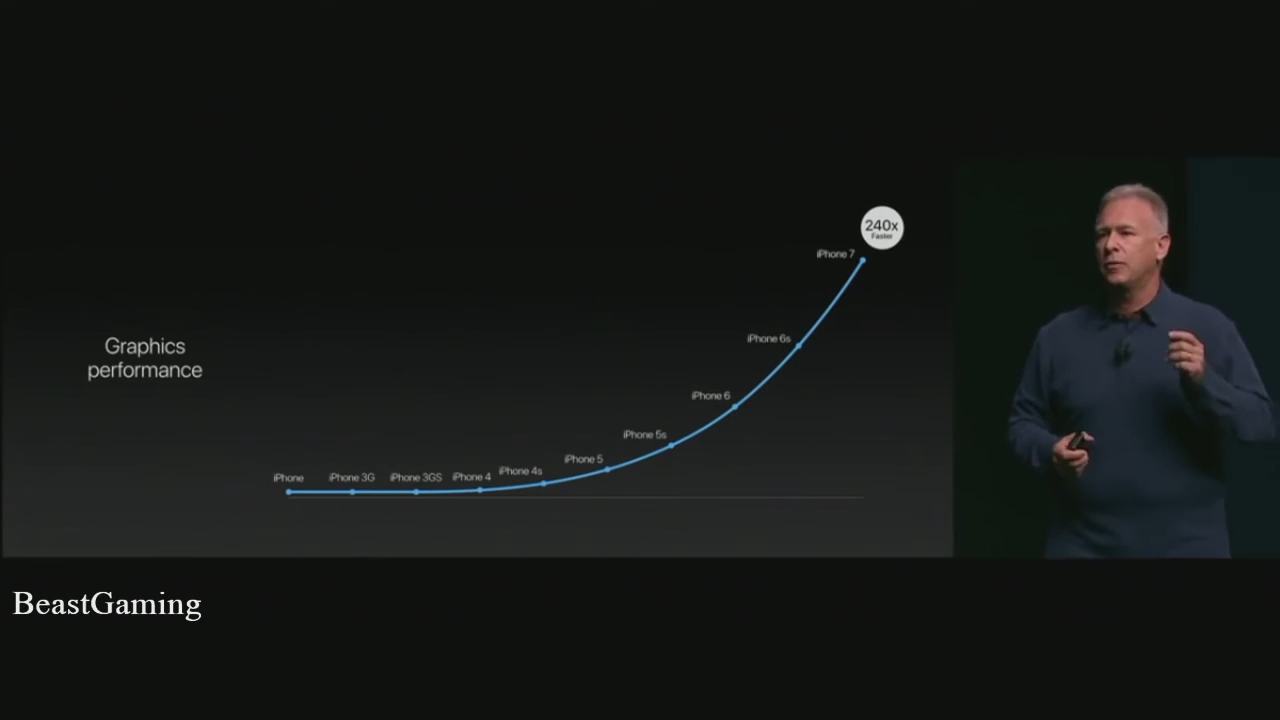 240x
Faster
iPhone 7
iPhone 6s
Graphics
performance
iPhone 6
iPhone 5s
iPhone 5
iPhone 4s
iPhone
iPhone 3G
iPhone 3GS
iPhone 4
BeastGaming